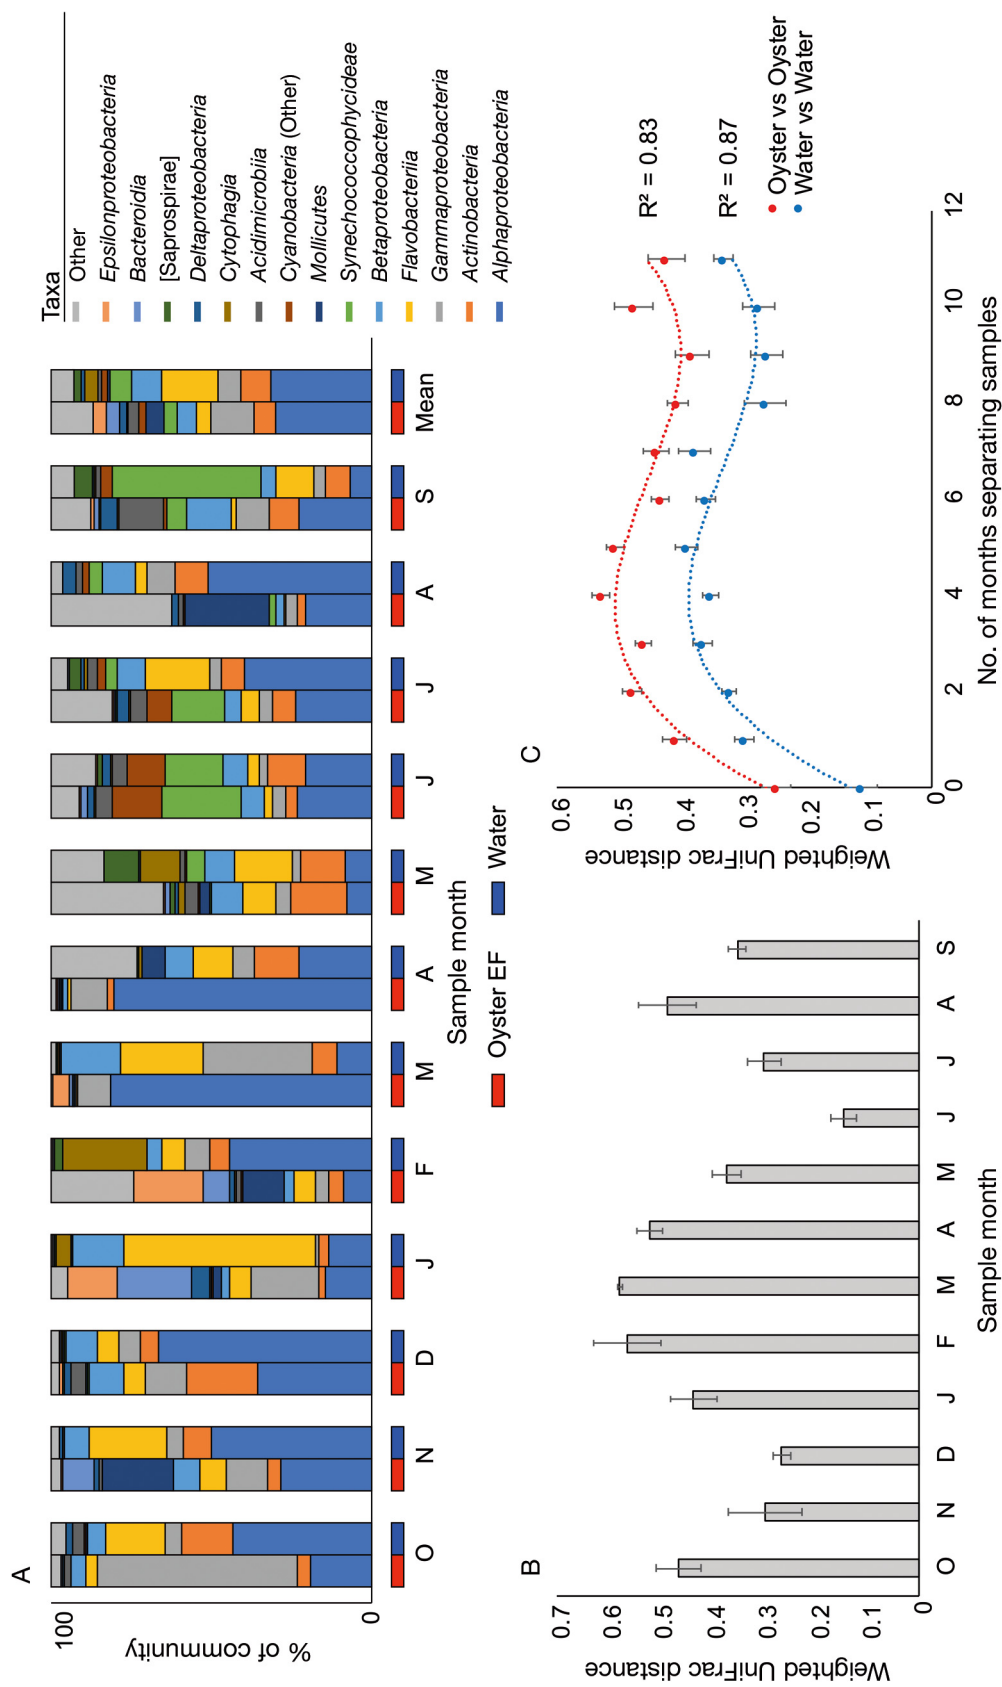 A
% of community
100
0
O
N
D
J
F
M
A
M
J
J
A
S
Mean
Sample month
Oyster EF
Water
Taxa
Other
Epsilonproteobacteria
Bacteroidia
[Saprospirae]
Deltaproteobacteria
Cytophagia
Acidimicrobiia
Cyanobacteria (Other)
Mollicutes
Synechococcophycideae
Betaproteobacteria
Flavobacteriia
Gammaproteobacteria
Actinobacteria
Alphaproteobacteria
B
Weighted UniFrac distance
0.7
0.6
0.5
0.4
0.3
0.2
0.1
0
O
N
D
J
F
M
A
M
J
J
A
S
Sample month
C
Weighted UniFrac distance
0.6
0.5
0.4
0.3
0.2
0.1
0
0
2
4
6
8
10
12
No. of months separating samples
R² = 0.83
R² = 0.87
Oyster vs Oyster
Water vs Water